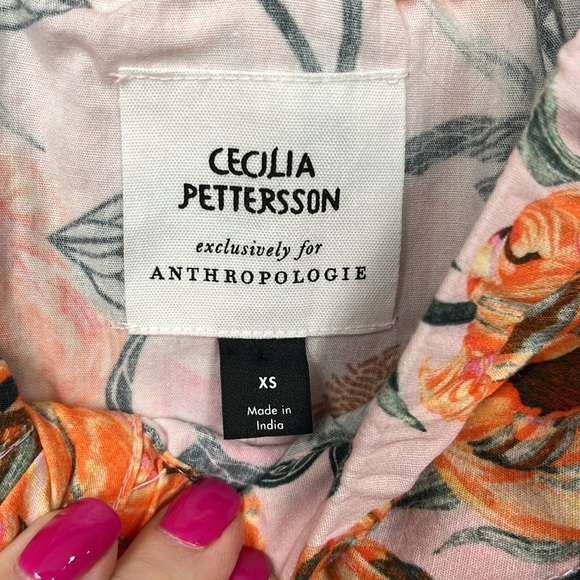 CECILIA
PETTERSSON
exclusively for
ANTHROPOLOGIE
XS
Made in
India